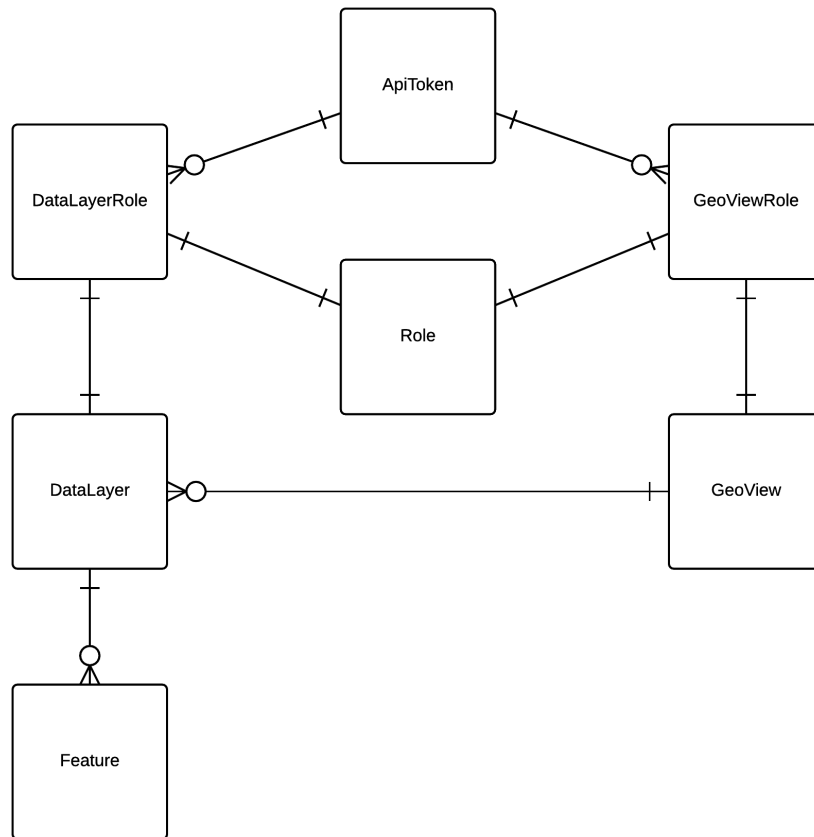 ApiToken
DataLayerRole
GeoViewRole
Role
DataLayer
GeoView
Feature